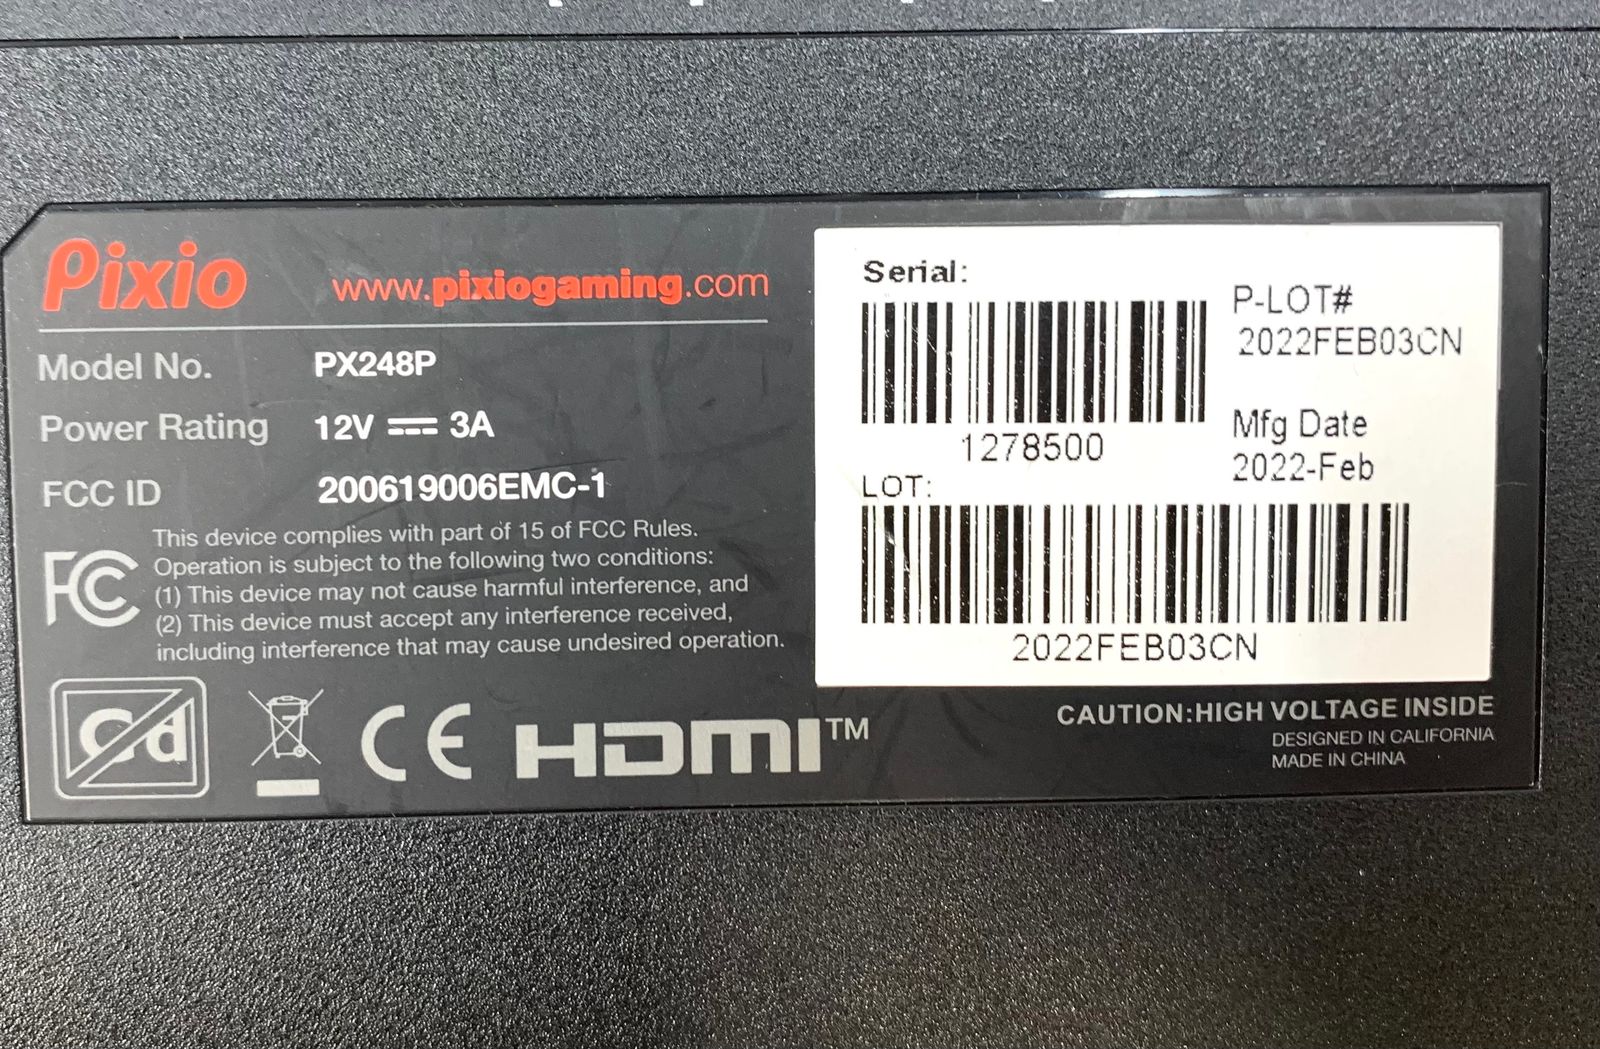 Pixio
www.pixiogaming.com
Model No. PX248P
Power Rating 12V 3A
FCC ID 200619006EMC-1
FC
This device complies with part of 15 of FCC Rules.
Operation is subject to the following two conditions:
(1) This device may not cause harmful interference, and
(2) This device must accept any interference received,
including interference that may cause undesired operation.
Cd
Pb
CE
HDMI™
Serial:
1278500
P-LOT#
2022FEB03CN
Mfg Date
2022-Feb
LOT:
2022FEB03CN
CAUTION:HIGH VOLTAGE INSIDE
DESIGNED IN CALIFORNIA
MADE IN CHINA